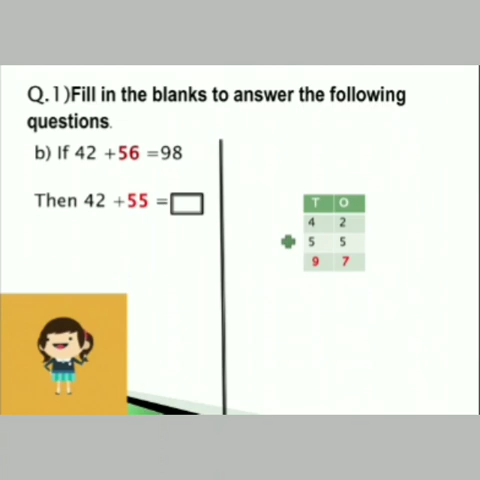 Q.1)Fill in the blanks to answer the following
questions.
b) If 42 +56 =98
Then 42 +55 =
T O
4 2
5 5
9 7